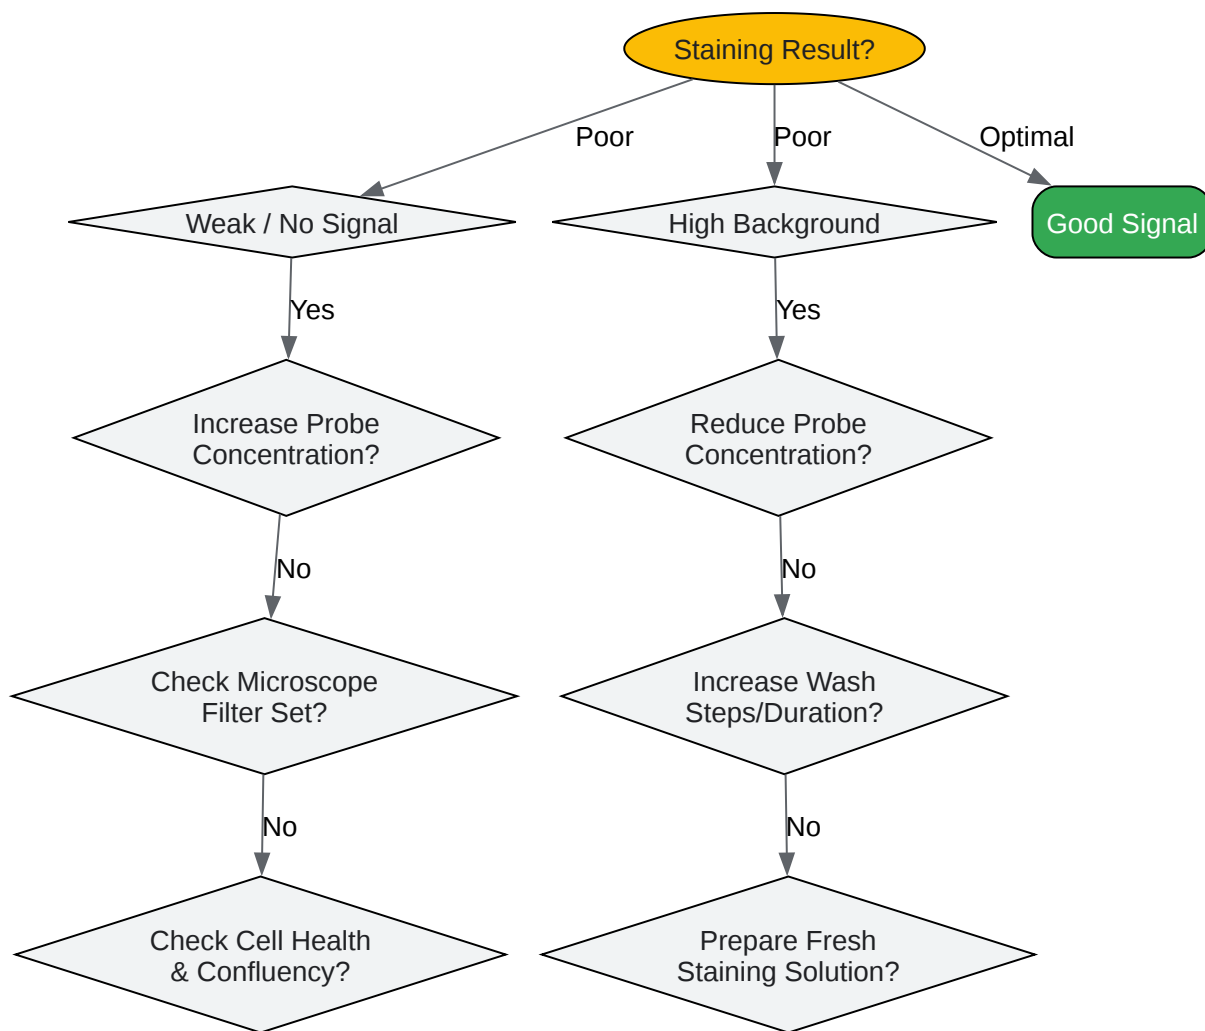 Staining Result?
Poor
Poor
Optimal
Weak / No Signal
High Background
Good Signal
Yes
Yes
Increase Probe
Concentration?
Reduce Probe
Concentration?
No
No
Check Microscope
Filter Set?
Increase Wash
Steps/Duration?
No
No
Check Cell Health
& Confluency?
Prepare Fresh
Staining Solution?